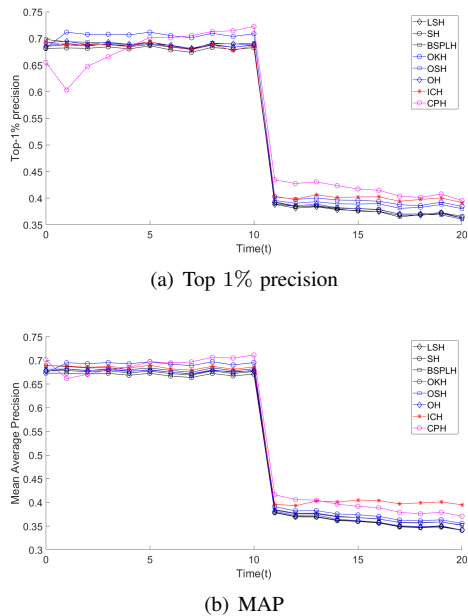 0.75
0.7
0.65
0.6
0.55
0.5
0.45
0.4
0.35
Top-1% precision
0
5
10
15
20
Time(t)
LSH
SH
BSPLH
OKH
OSH
OH
ICH
CPH
(a) Top 1% precision
0.75
0.7
0.65
0.6
0.55
0.5
0.45
0.4
0.35
0.3
Mean Average Precision
0
5
10
15
20
Time(t)
LSH
SH
BSPLH
OKH
OSH
OH
ICH
CPH
(b) MAP